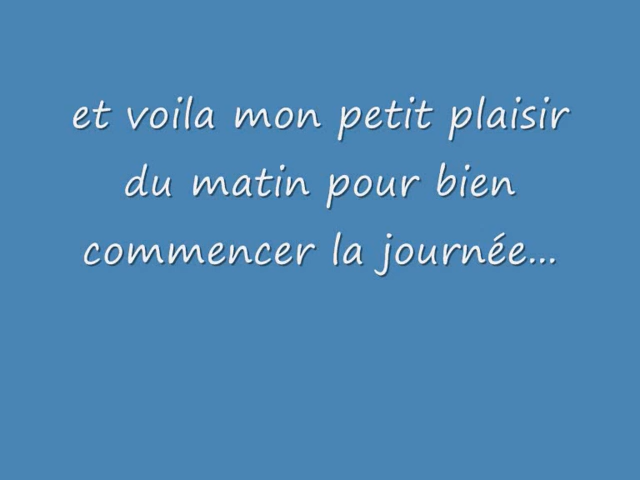 et voila mon petit plaisir
du matin pour bien
commencer la journée...